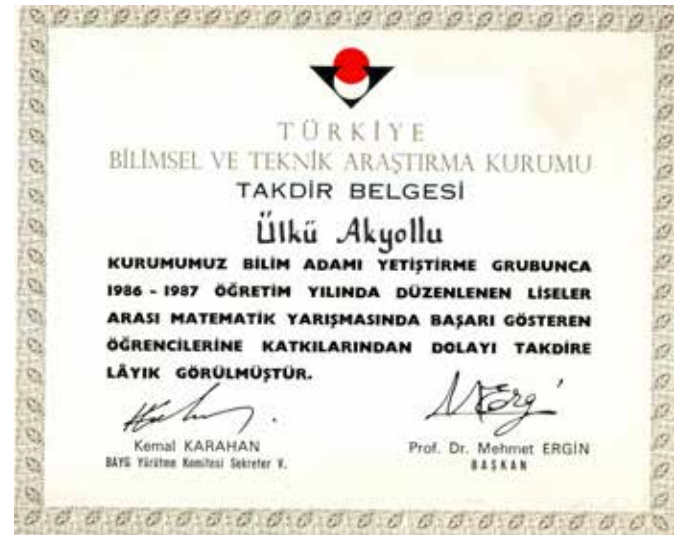 TÜRKİYE
BİLİMSEL VE TEKNİK ARAŞTIRMA KURUMU
TAKDİR BELGESİ
Ülkü Akyollu
KURUMUMUZ BİLİM ADAMI YETİŞTİRME GRUBUNCA
1986 - 1987 ÖĞRETİM YILINDA DÜZENLENEN LİSELER
ARASI MATEMATİK YARIŞMASINDA BAŞARI GÖSTEREN
ÖĞRENCİLERİNE KATKILARINDAN DOLAYI TAKDİRE
LÂYIK GÖRÜLMÜŞTÜR.
Kemal KARAHAN
BAYG Yürütme Komitesi Sekreter V.
Prof. Dr. Mehmet ERGİN
BAŞKAN